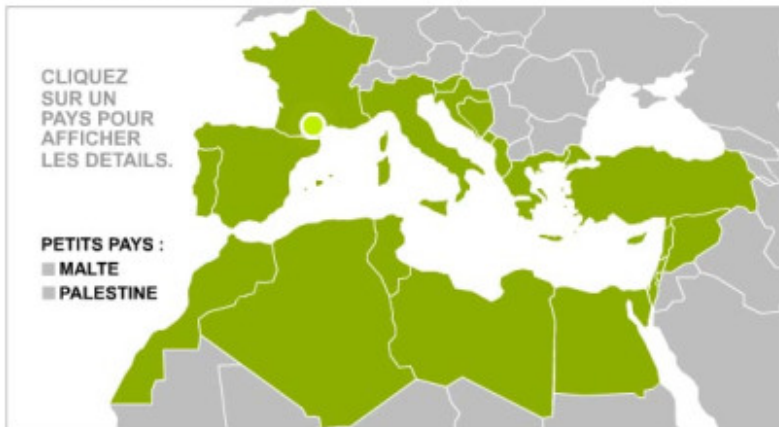 CLIQUEZ
SUR UN
PAYS POUR
AFFICHER
LES DETAILS.
PETITS PAYS :
MALTE
PALESTINE